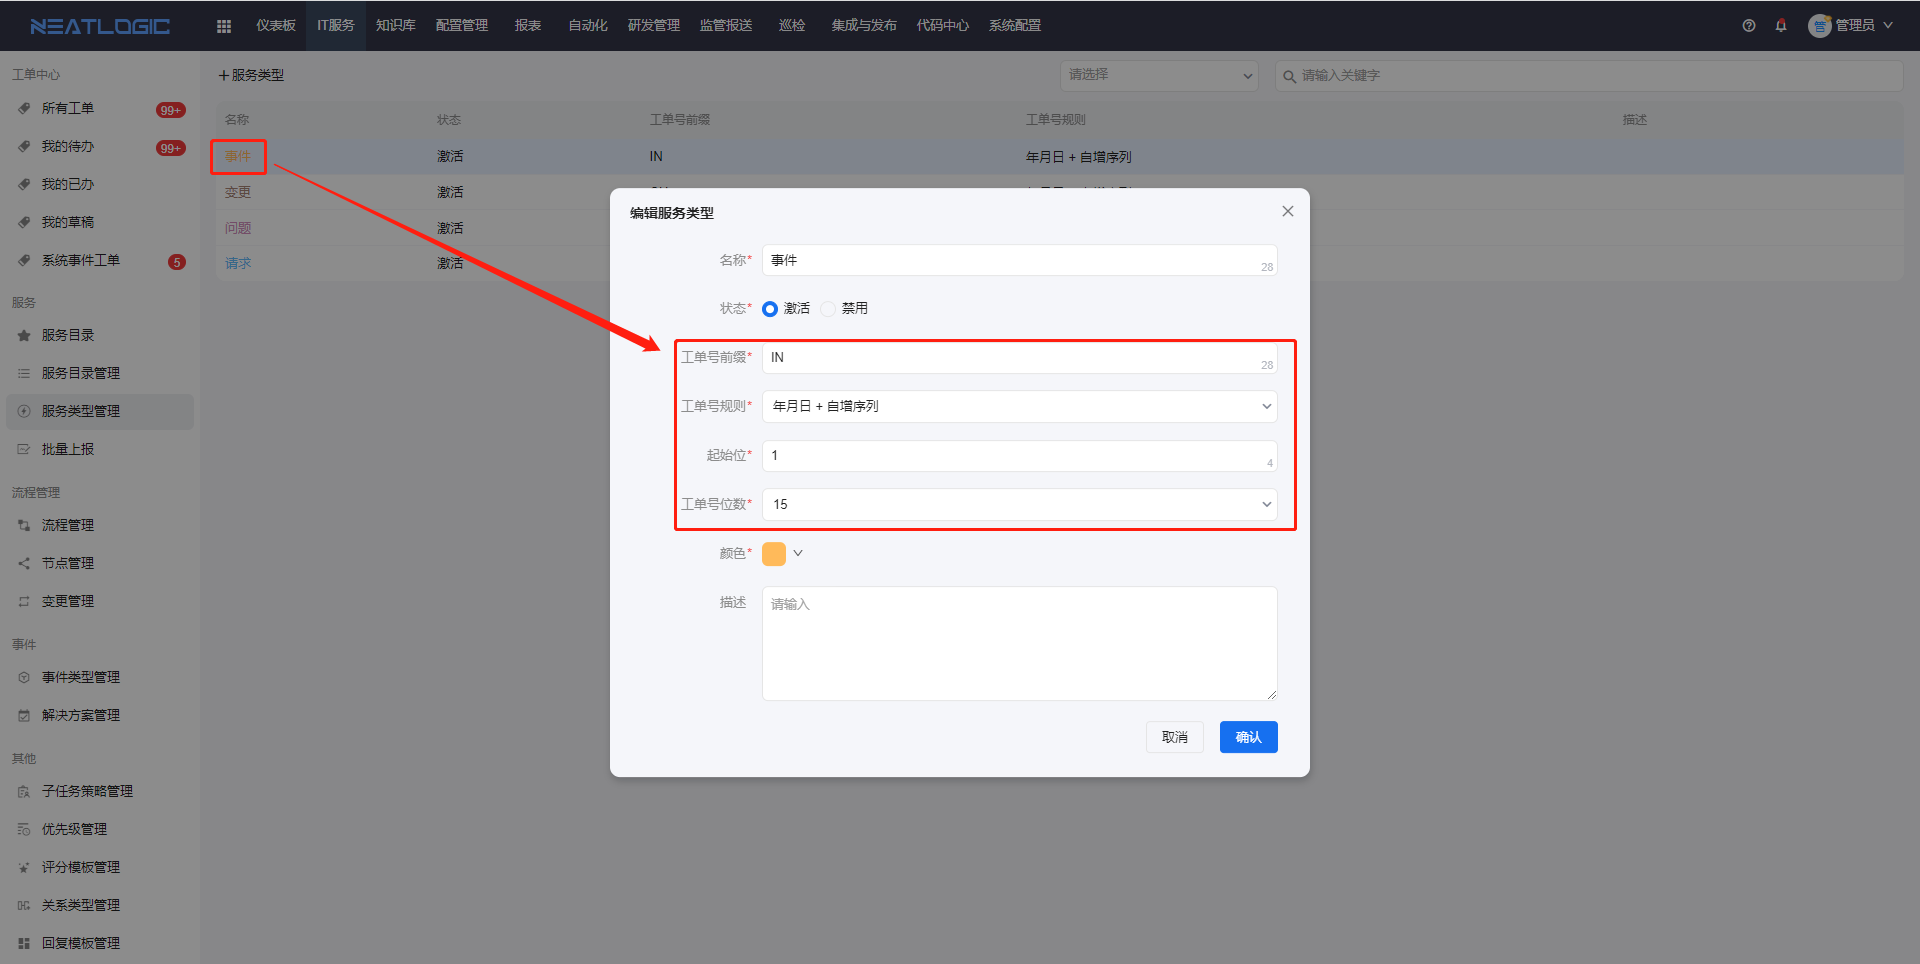 NEATLOGIC 仪表板 IT服务 知识库 配置管理 报表 自动化 研发管理 监管报送 巡检 集成与发布 代码中心 系统配置 管 管理员
工单中心
所有工单 99+
我的待办 99+
我的已办
我的草稿
系统事件工单 5
服务
服务目录
服务目录管理
服务类型管理
批量上报
流程管理
流程管理
节点管理
变更管理
事件
事件类型管理
解决方案管理
其他
子任务策略管理
优先级管理
评分模板管理
关系类型管理
回复模板管理
+服务类型 请选择 请输入关键字
名称 状态 工单号前缀 工单号规则 描述
事件 激活 IN 年月日 + 自增序列
变更 激活
问题 激活
请求 激活
编辑服务类型
名称* 事件 28
状态* 激活 禁用
工单号前缀* IN 28
工单号规则* 年月日 + 自增序列
起始位* 1 4
工单号位数* 15
颜色*
描述 请输入
取消 确认